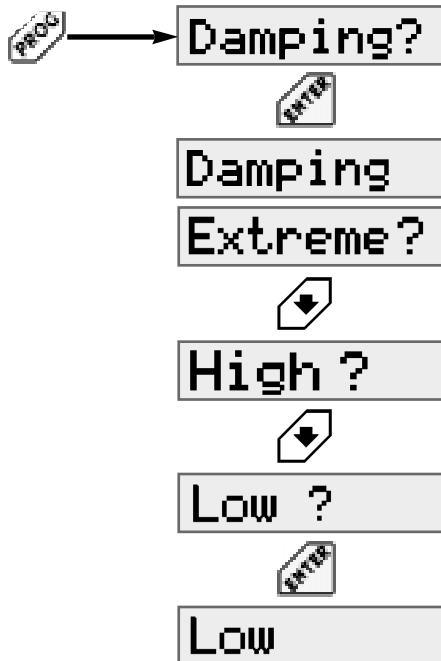 PROG
Damping?
ENTER
Damping
Extreme?
High ?
Low ?
ENTER
Low